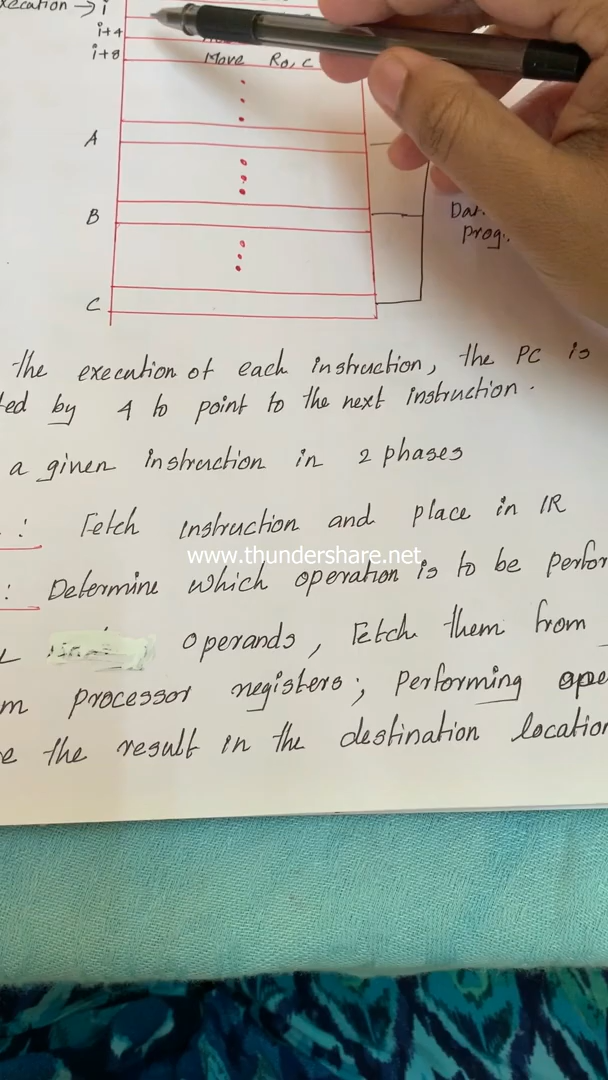 xecution → i
i+4
i+8 Move R0, C
A
B
Dat.
prog.
C
The execution of each instruction, the PC is
ted by 4 to point to the next instruction.
a given instruction in 2 phases
: Fetch instruction and place in IR
www.thundershare.net
: Determine which operation is to be perfor
operands, Fetch them from
m processor registers; performing ope
e the result in the destination location